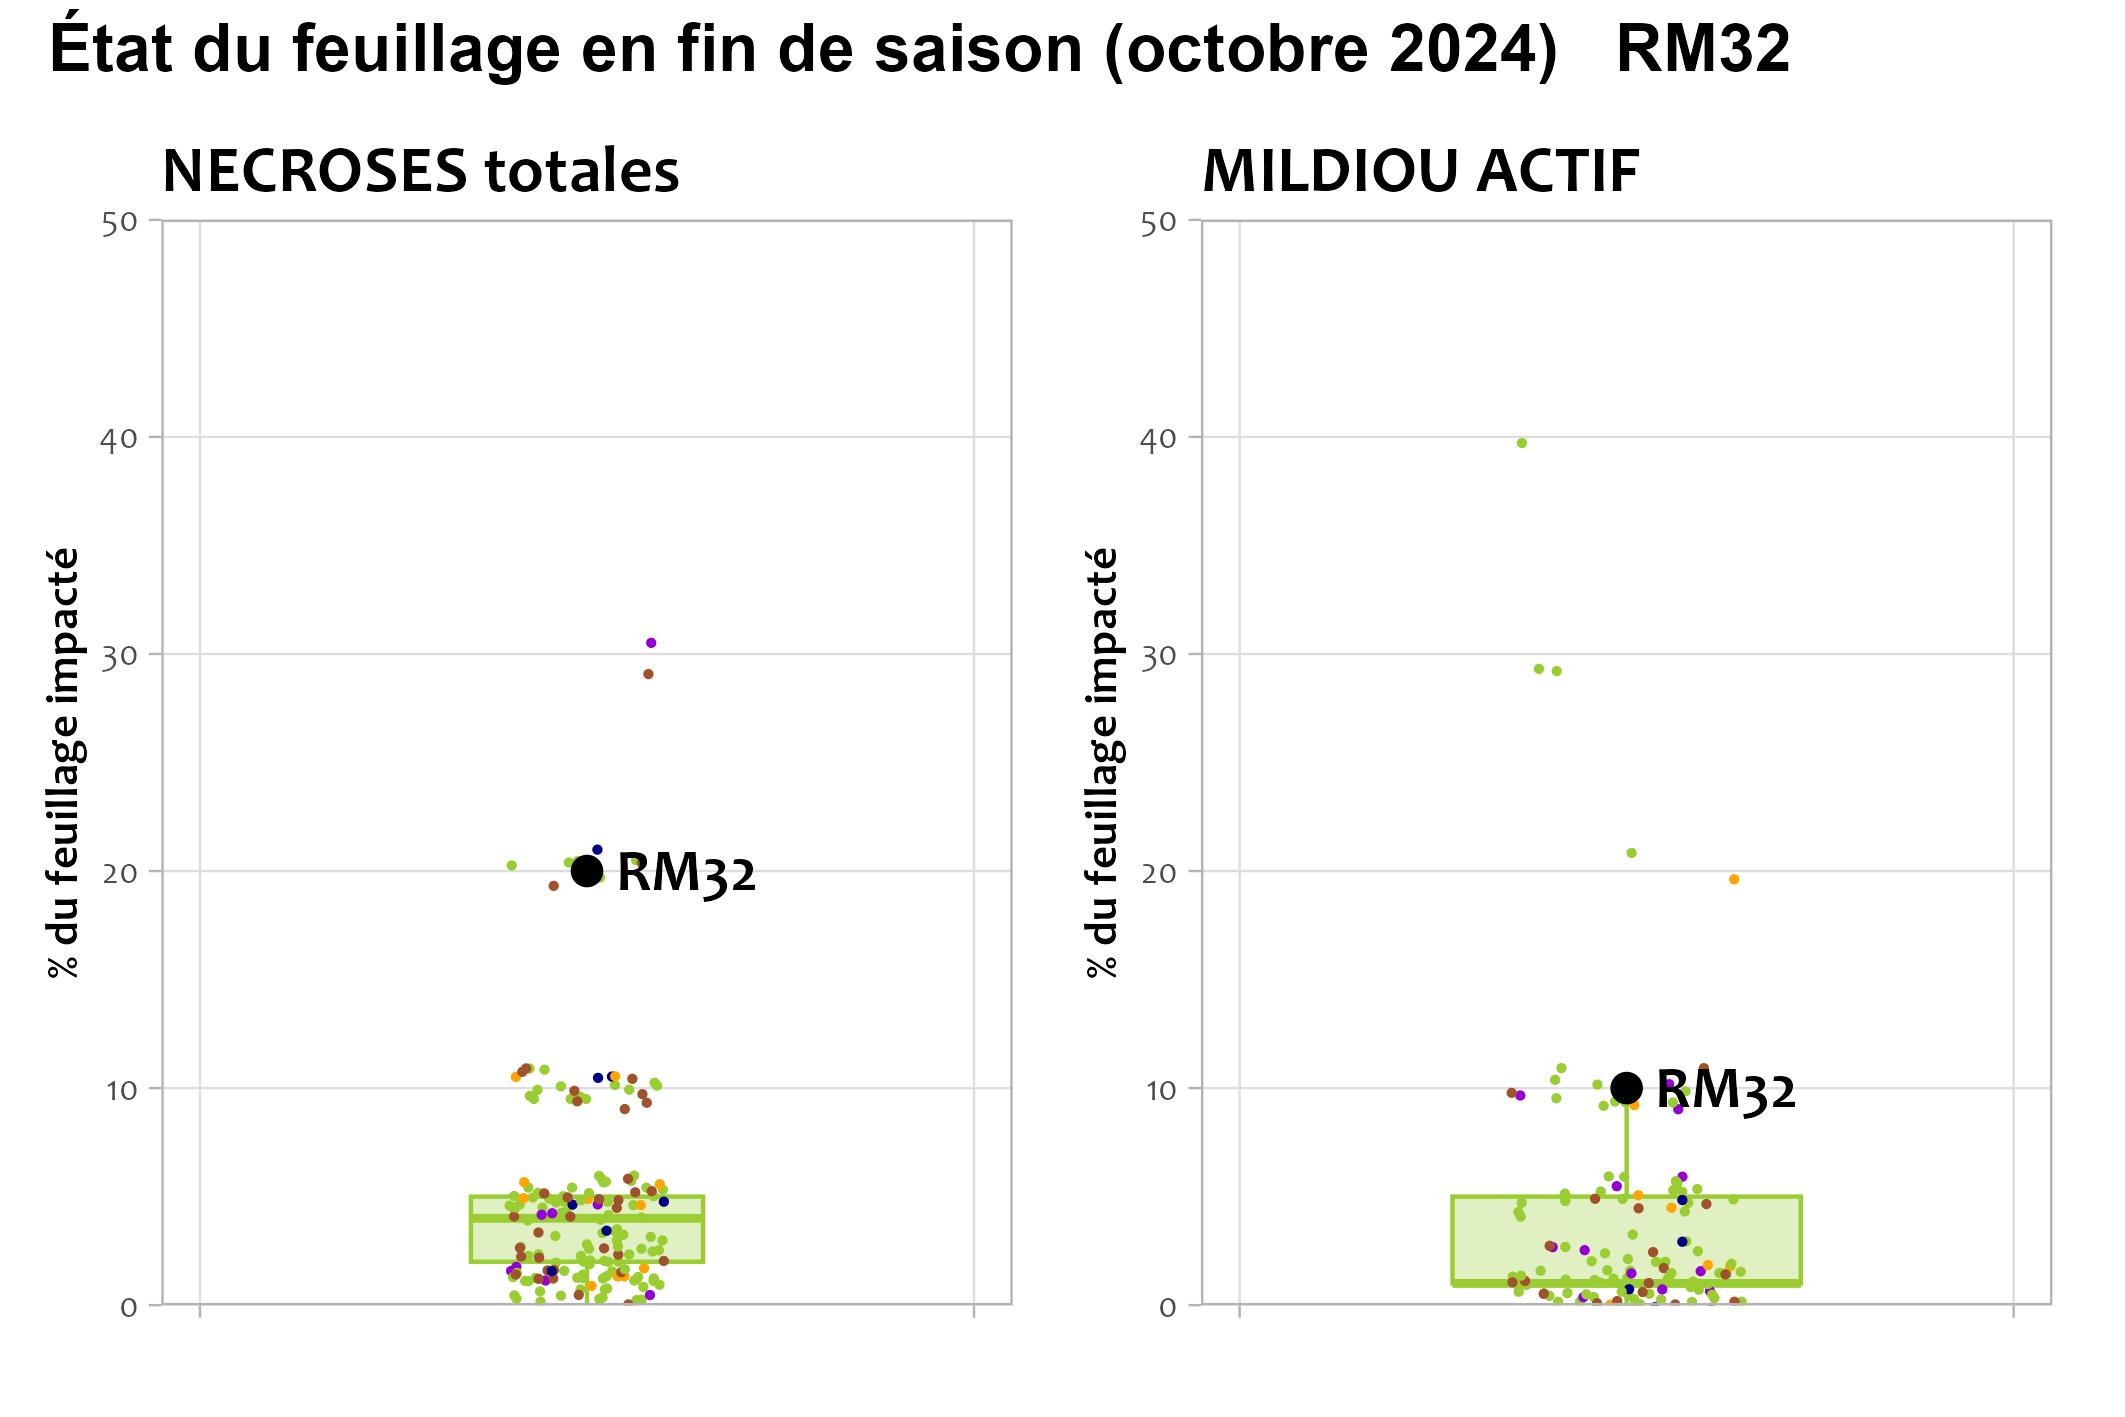 État du feuillage en fin de saison (octobre 2024) RM32
NECROSES totales
% du feuillage impacté
50
40
30
20
10
0
RM32
MILDIOU ACTIF
% du feuillage impacté
50
40
30
20
10
0
RM32